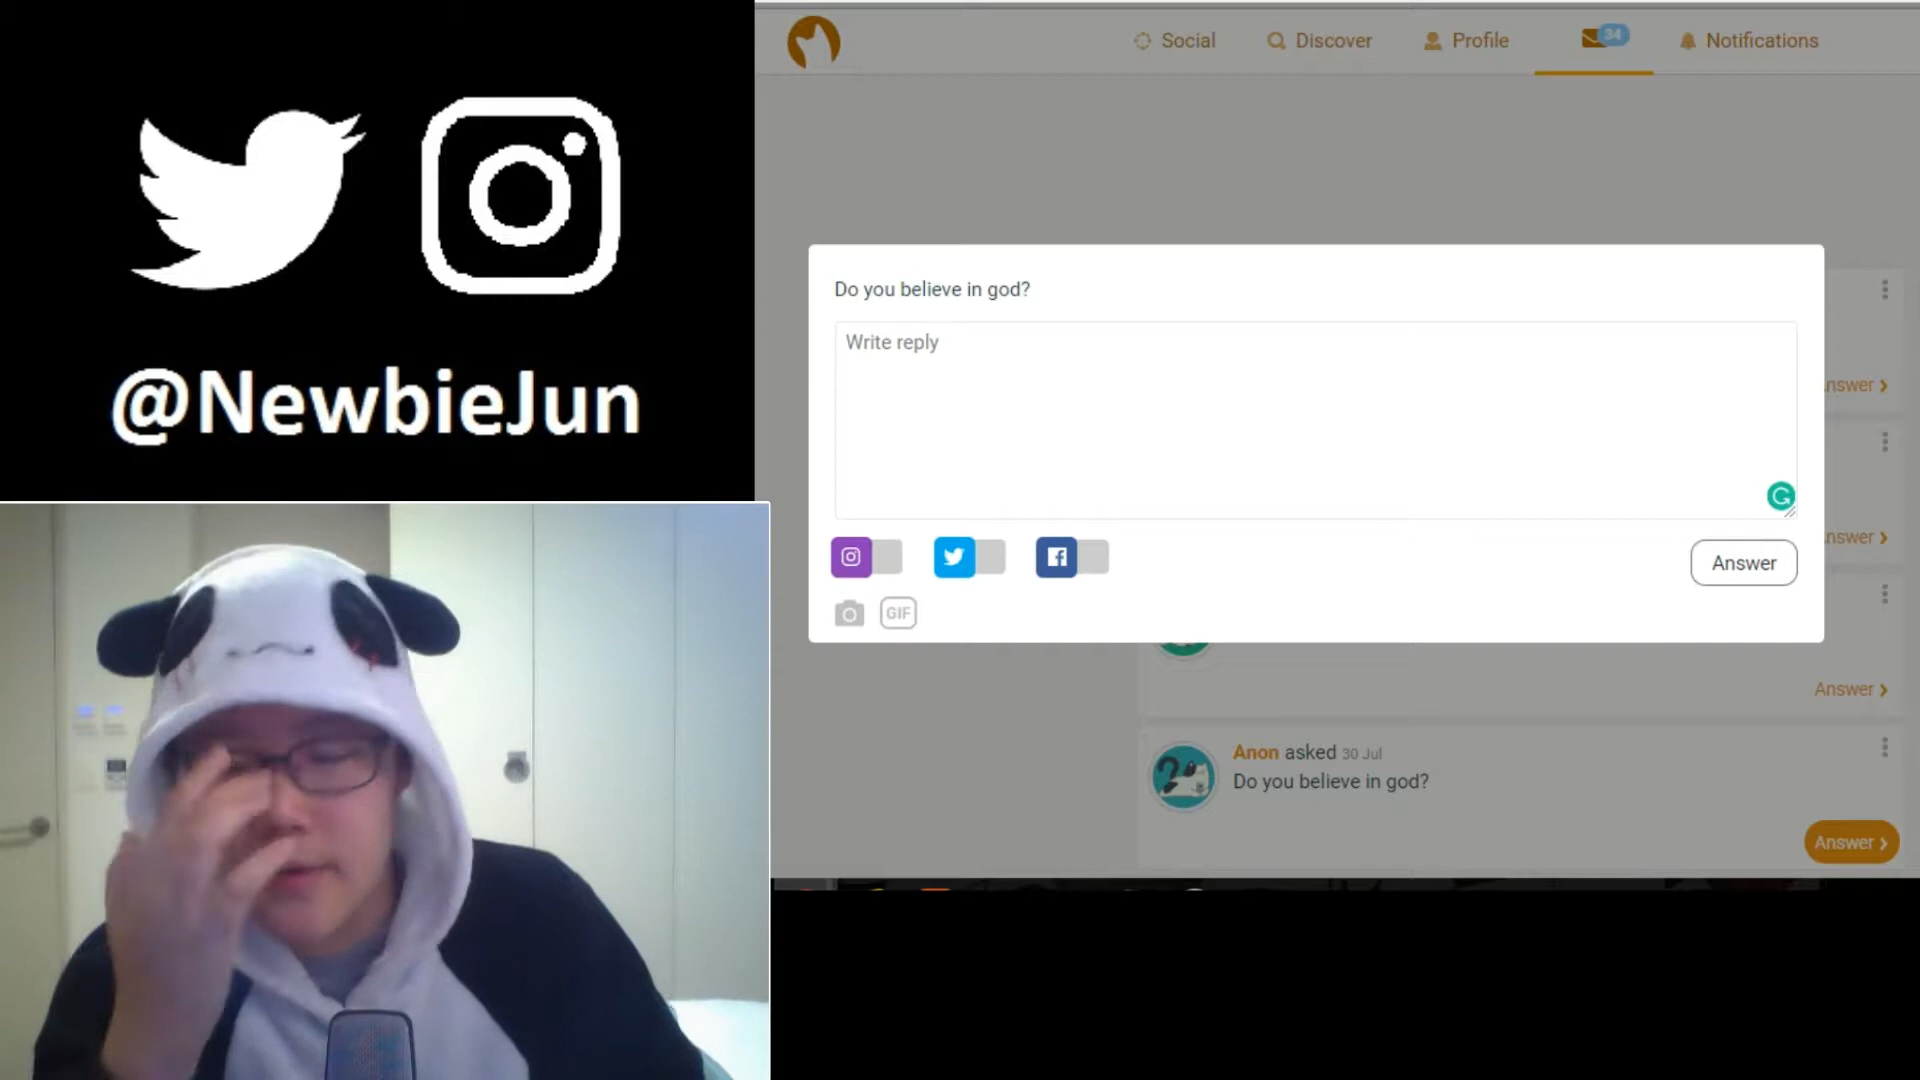 @NewbieJun
Social
Discover
Profile
34
Notifications
Do you believe in god?
Write reply
Answer
GIF
nswer
nswer
Answer
Anon asked 30 Jul
Do you believe in god?
Answer